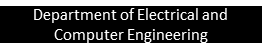 Department of Electrical and
Computer Engineering